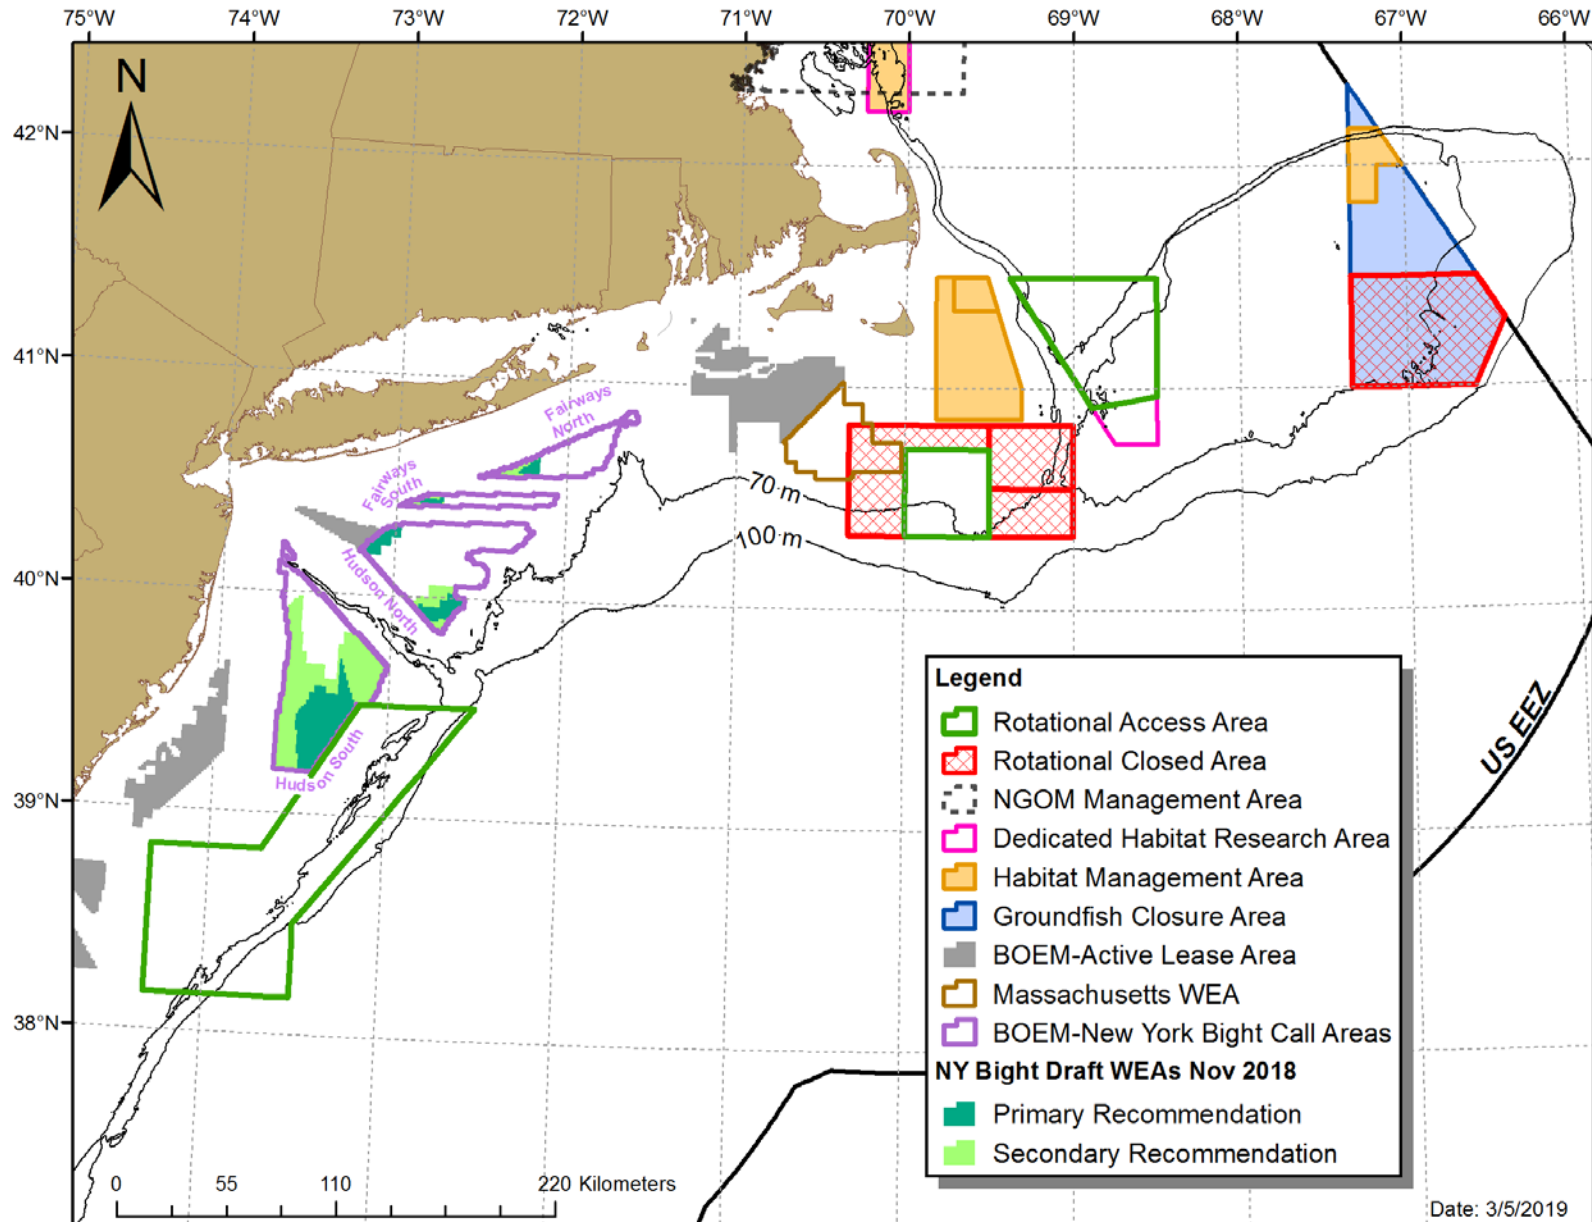 75°W 74°W 73°W 72°W 71°W 70°W 69°W 68°W 67°W 66°W
N
42°N
41°N
40°N
39°N
38°N
Fairways
North
Fairways
South
Hudson North
Hudson South
70 m
100 m
US EEZ
Legend
Rotational Access Area
Rotational Closed Area
NGOM Management Area
Dedicated Habitat Research Area
Habitat Management Area
Groundfish Closure Area
BOEM-Active Lease Area
Massachusetts WEA
BOEM-New York Bight Call Areas
NY Bight Draft WEAs Nov 2018
Primary Recommendation
Secondary Recommendation
0 55 110 220 Kilometers
Date: 3/5/2019